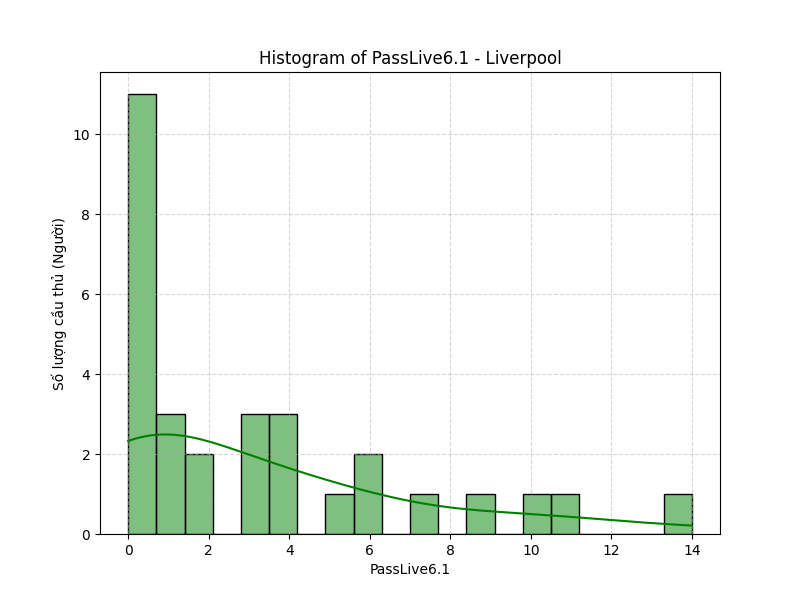 Histogram of PassLive6.1 - Liverpool
Số lượng cầu thủ (Người)
10
8
6
4
2
0
0 2 4 6 8 10 12 14
PassLive6.1